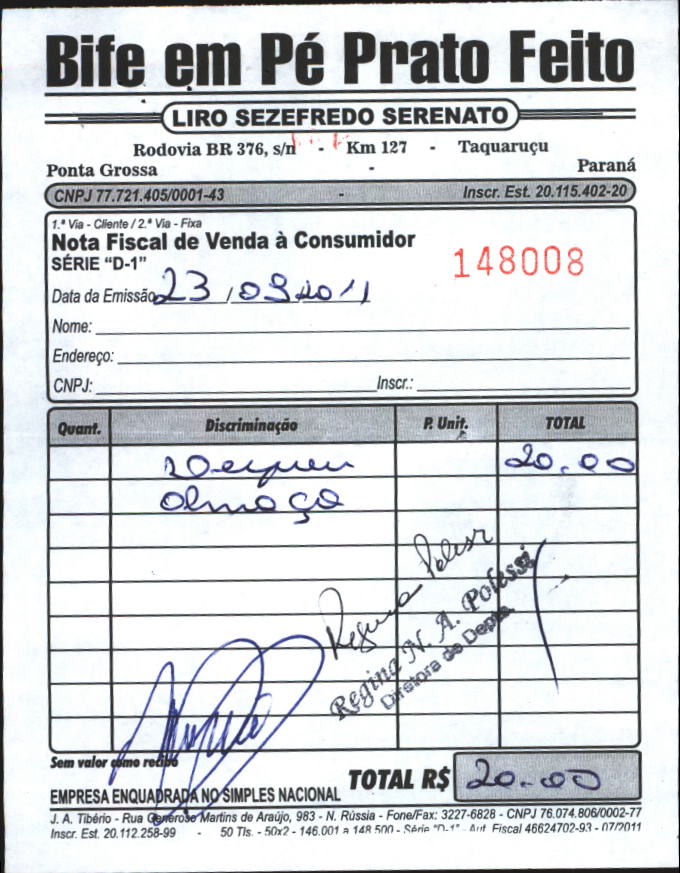 Bife em Pé Prato Feito
LIRO SEZEFREDO SERENATO
Rodovia BR 376, s/n - Km 127 - Taquaruçu
Ponta Grossa - Paraná
CNPJ 77.721.405/0001-43 - Inscr. Est. 20.115.402-20
1.ª Via - Cliente / 2.ª Via - Fixa
Nota Fiscal de Venda à Consumidor
SÉRIE "D-1"
148008
Data da Emissão 23/09/2011
Nome:
Endereço:
CNPJ: Inscr.:
Quant. Discriminação P. Unit. TOTAL
20.00
Regina
Regina N. A. Polessi
Diretora de Depto.
Sem valor como recibo
TOTAL R$ 20.00
EMPRESA ENQUADRADA NO SIMPLES NACIONAL
J. A. Tibério - Rua Generoso Martins de Araújo, 983 - N. Rússia - Fone/Fax: 3227-6828 - CNPJ 76.074.806/0002-77
Inscr. Est. 20.112.258-99 - 50 Tls. - 50x2 - 146.001 a 148.500 - Série "D-1" - Aut. Fiscal 46624702-93 - 07/2011